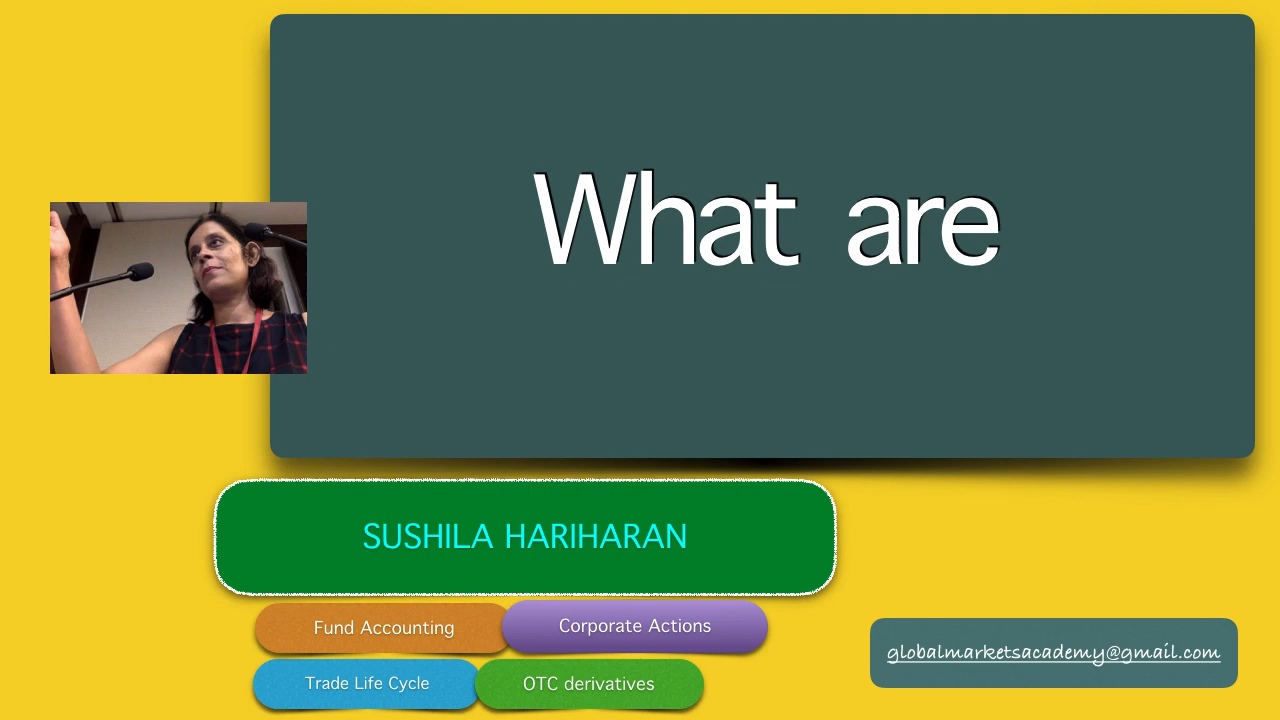 What are
SUSHILA HARIHARAN
Fund Accounting
Corporate Actions
Trade Life Cycle
OTC derivatives
globalmarketsacademy@gmail.com